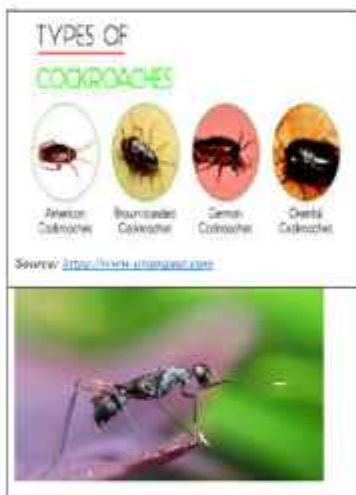 TYPES OF
COCKROACHES
American Brown-banded German Oriental
Cockroaches Cockroaches Cockroaches Cockroaches
Source: